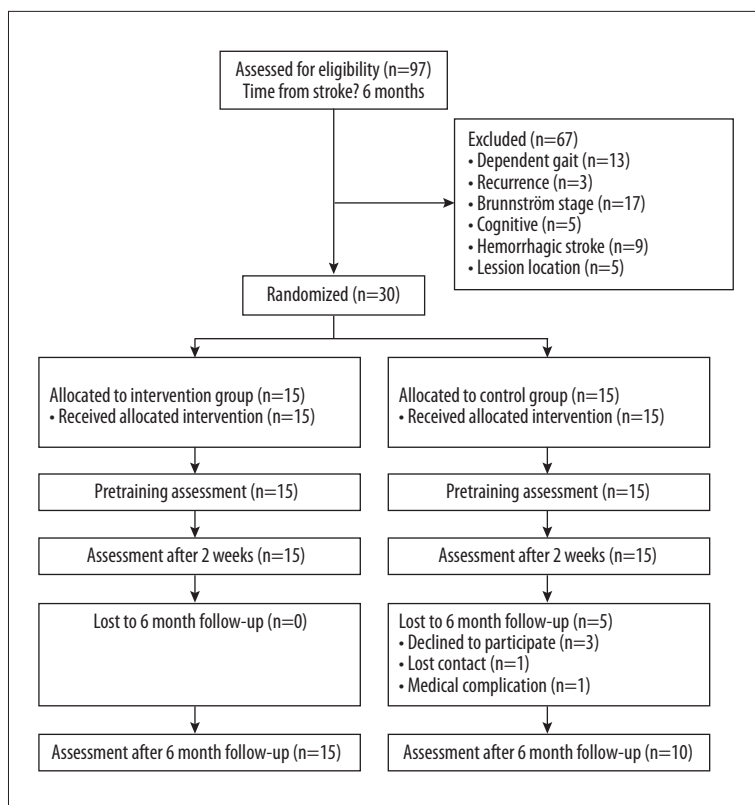 Assessed for eligibility (n=97)
Time from stroke? 6 months
Excluded (n=67)
• Dependent gait (n=13)
• Recurrence (n=3)
• Brunnström stage (n=17)
• Cognitive (n=5)
• Hemorrhagic stroke (n=9)
• Lession location (n=5)
Randomized (n=30)
Allocated to intervention group (n=15)
• Received allocated intervention (n=15)
Allocated to control group (n=15)
• Received allocated intervention (n=15)
Pretraining assessment (n=15)
Pretraining assessment (n=15)
Assessment after 2 weeks (n=15)
Assessment after 2 weeks (n=15)
Lost to 6 month follow-up (n=0)
Lost to 6 month follow-up (n=5)
• Declined to participate (n=3)
• Lost contact (n=1)
• Medical complication (n=1)
Assessment after 6 month follow-up (n=15)
Assessment after 6 month follow-up (n=10)